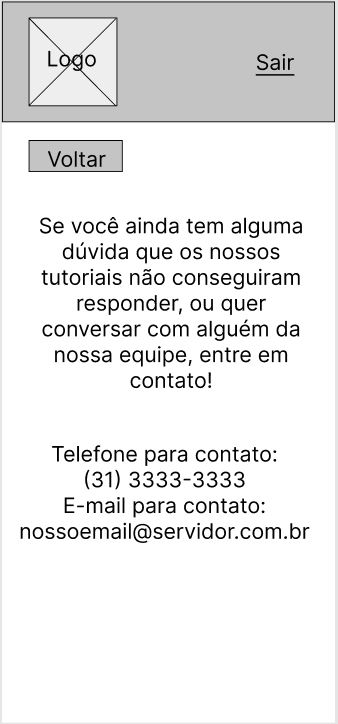 Logo
Sair
Voltar
Se você ainda tem alguma
dúvida que os nossos
tutoriais não conseguiram
responder, ou quer
conversar com alguém da
nossa equipe, entre em
contato!
Telefone para contato:
(31) 3333-3333
E-mail para contato:
nossoemail@servidor.com.br